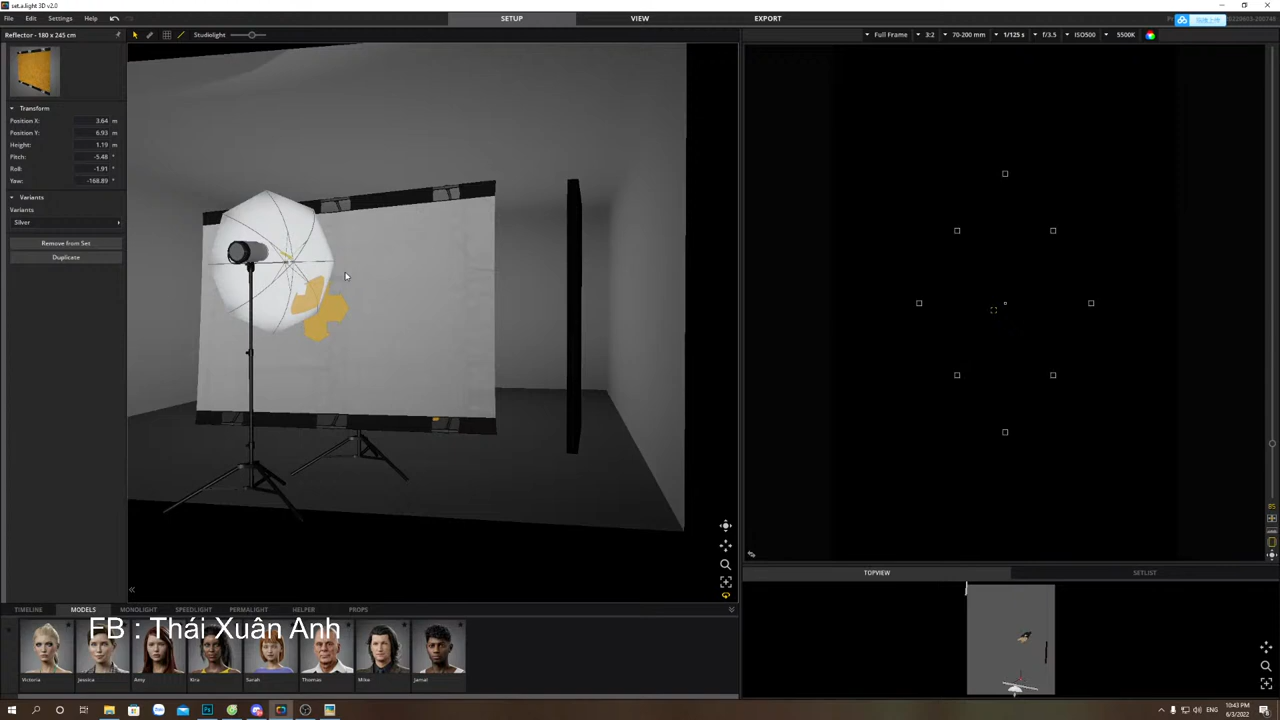 set.a.light 3D v2.0
File Edit Settings Help
SETUP VIEW EXPORT
Reflector - 180 x 245 cm
Studiolight
Full Frame 3:2 70-200 mm 1/125 s f/3.5 ISO500 5500K
Transform
Position X: 3.64 m
Position Y: 6.93 m
Height: 1.19 m
Pitch: -5.48 °
Roll: -1.91 °
Yaw: -168.89 °
Variants
Variants
Silver
Remove from Set
Duplicate
85
TOPVIEW SETLIST
TIMELINE MODELS MONOLIGHT SPEEDLIGHT PERMALIGHT HELPER PROPS
FB : Thái Xuân Anh
Victoria Jessica Amy Kira Sarah Thomas Mike Jamal
ENG
10:43 PM
6/3/2022